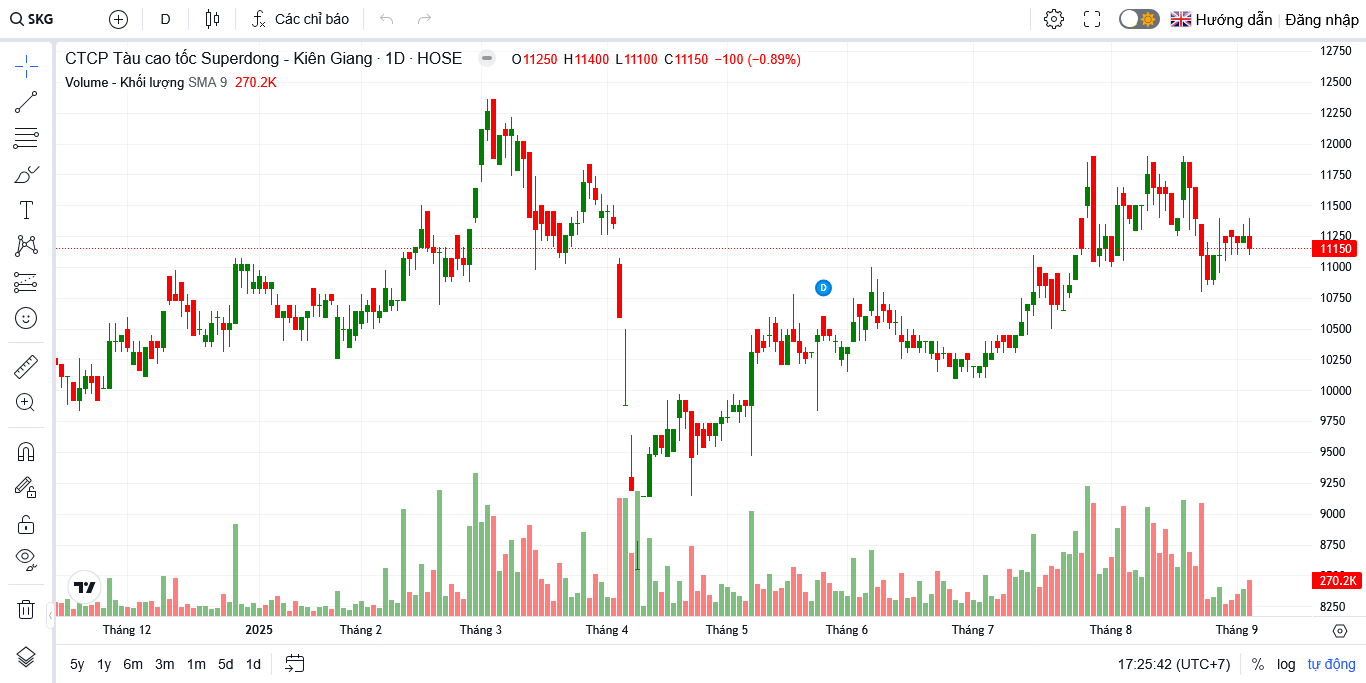 SKG D Các chỉ báo Hướng dẫn Đăng nhập
CTCP Tàu cao tốc Superdong - Kiên Giang · 1D · HOSE O11250 H11400 L11100 C11150 −100 (−0.89%)
Volume - Khối lượng SMA 9 270.2K
12750
12500
12250
12000
11750
11500
11250
11150
11000
10750
10500
10250
10000
9750
9500
9250
9000
8750
270.2K
8250
D
Tháng 12 2025 Tháng 2 Tháng 3 Tháng 4 Tháng 5 Tháng 6 Tháng 7 Tháng 8 Tháng 9
5y 1y 6m 3m 1m 5d 1d 17:25:42 (UTC+7) % log tự động